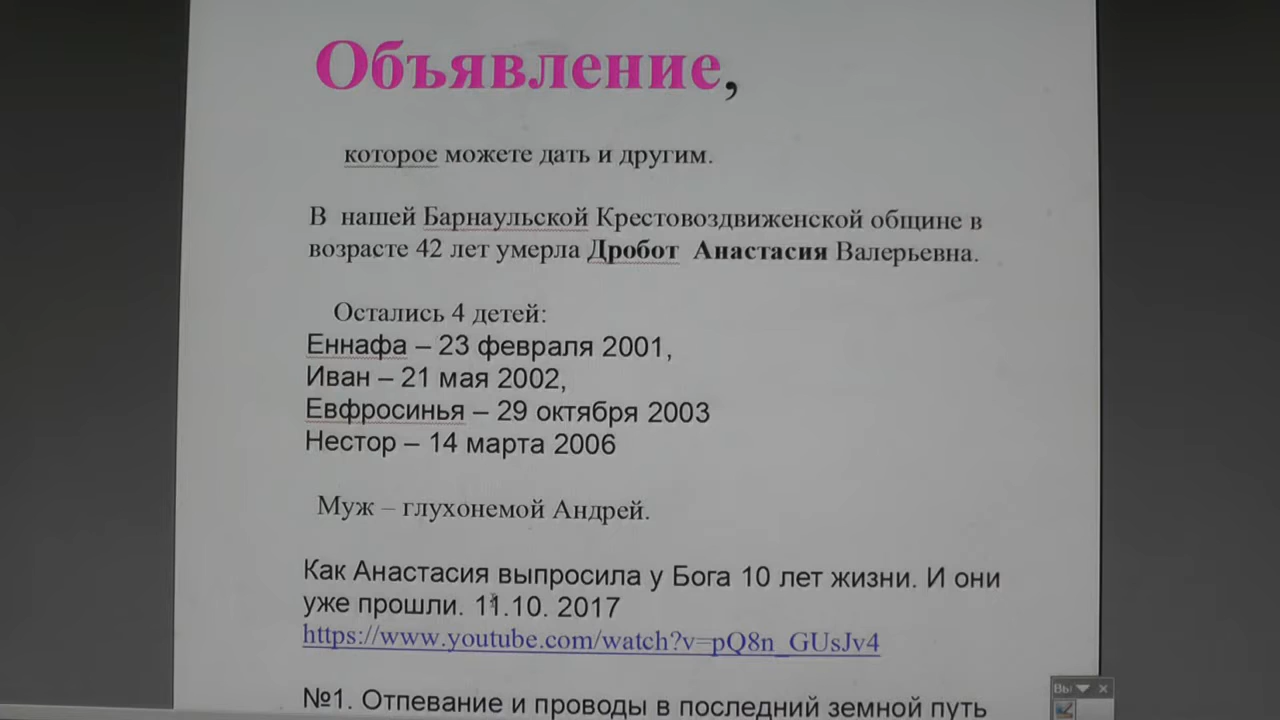 Объявление,
которое можете дать и другим.
В нашей Барнаульской Крестовоздвиженской общине в
возрасте 42 лет умерла Дробот Анастасия Валерьевна.
Остались 4 детей:
Еннафа – 23 февраля 2001,
Иван – 21 мая 2002,
Евфросинья – 29 октября 2003
Нестор – 14 марта 2006
Муж – глухонемой Андрей.
Как Анастасия выпросила у Бога 10 лет жизни. И они
уже прошли. 11.10. 2017
https://www.youtube.com/watch?v=pQ8n_GUsJv4
№1. Отпевание и проводы в последний земной путь
Вы